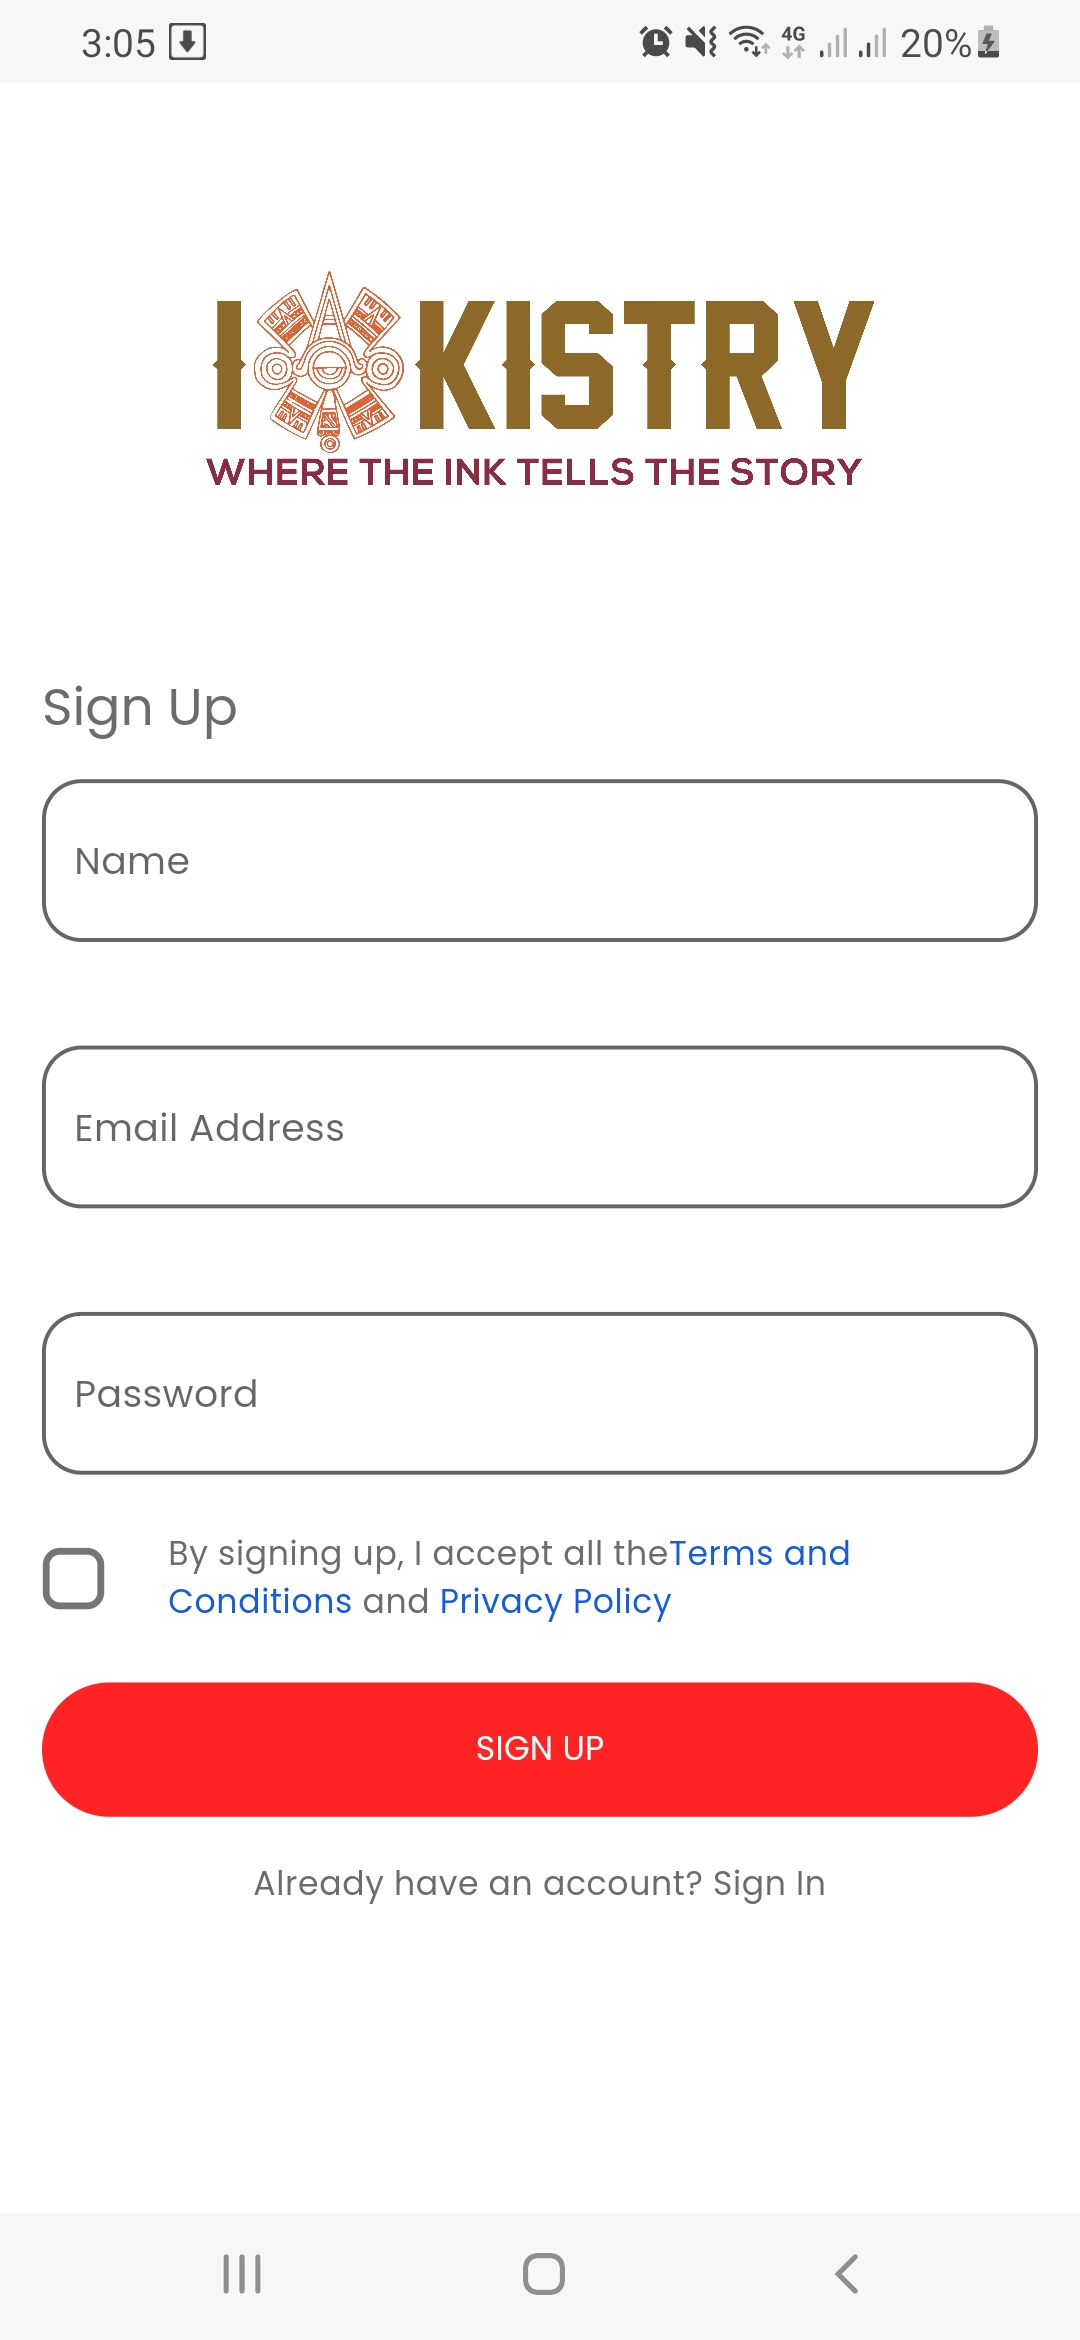 3:05
4G
20%
I KISTRY
WHERE THE INK TELLS THE STORY
Sign Up
Name
Email Address
Password
By signing up, I accept all theTerms and
Conditions and Privacy Policy
SIGN UP
Already have an account? Sign In